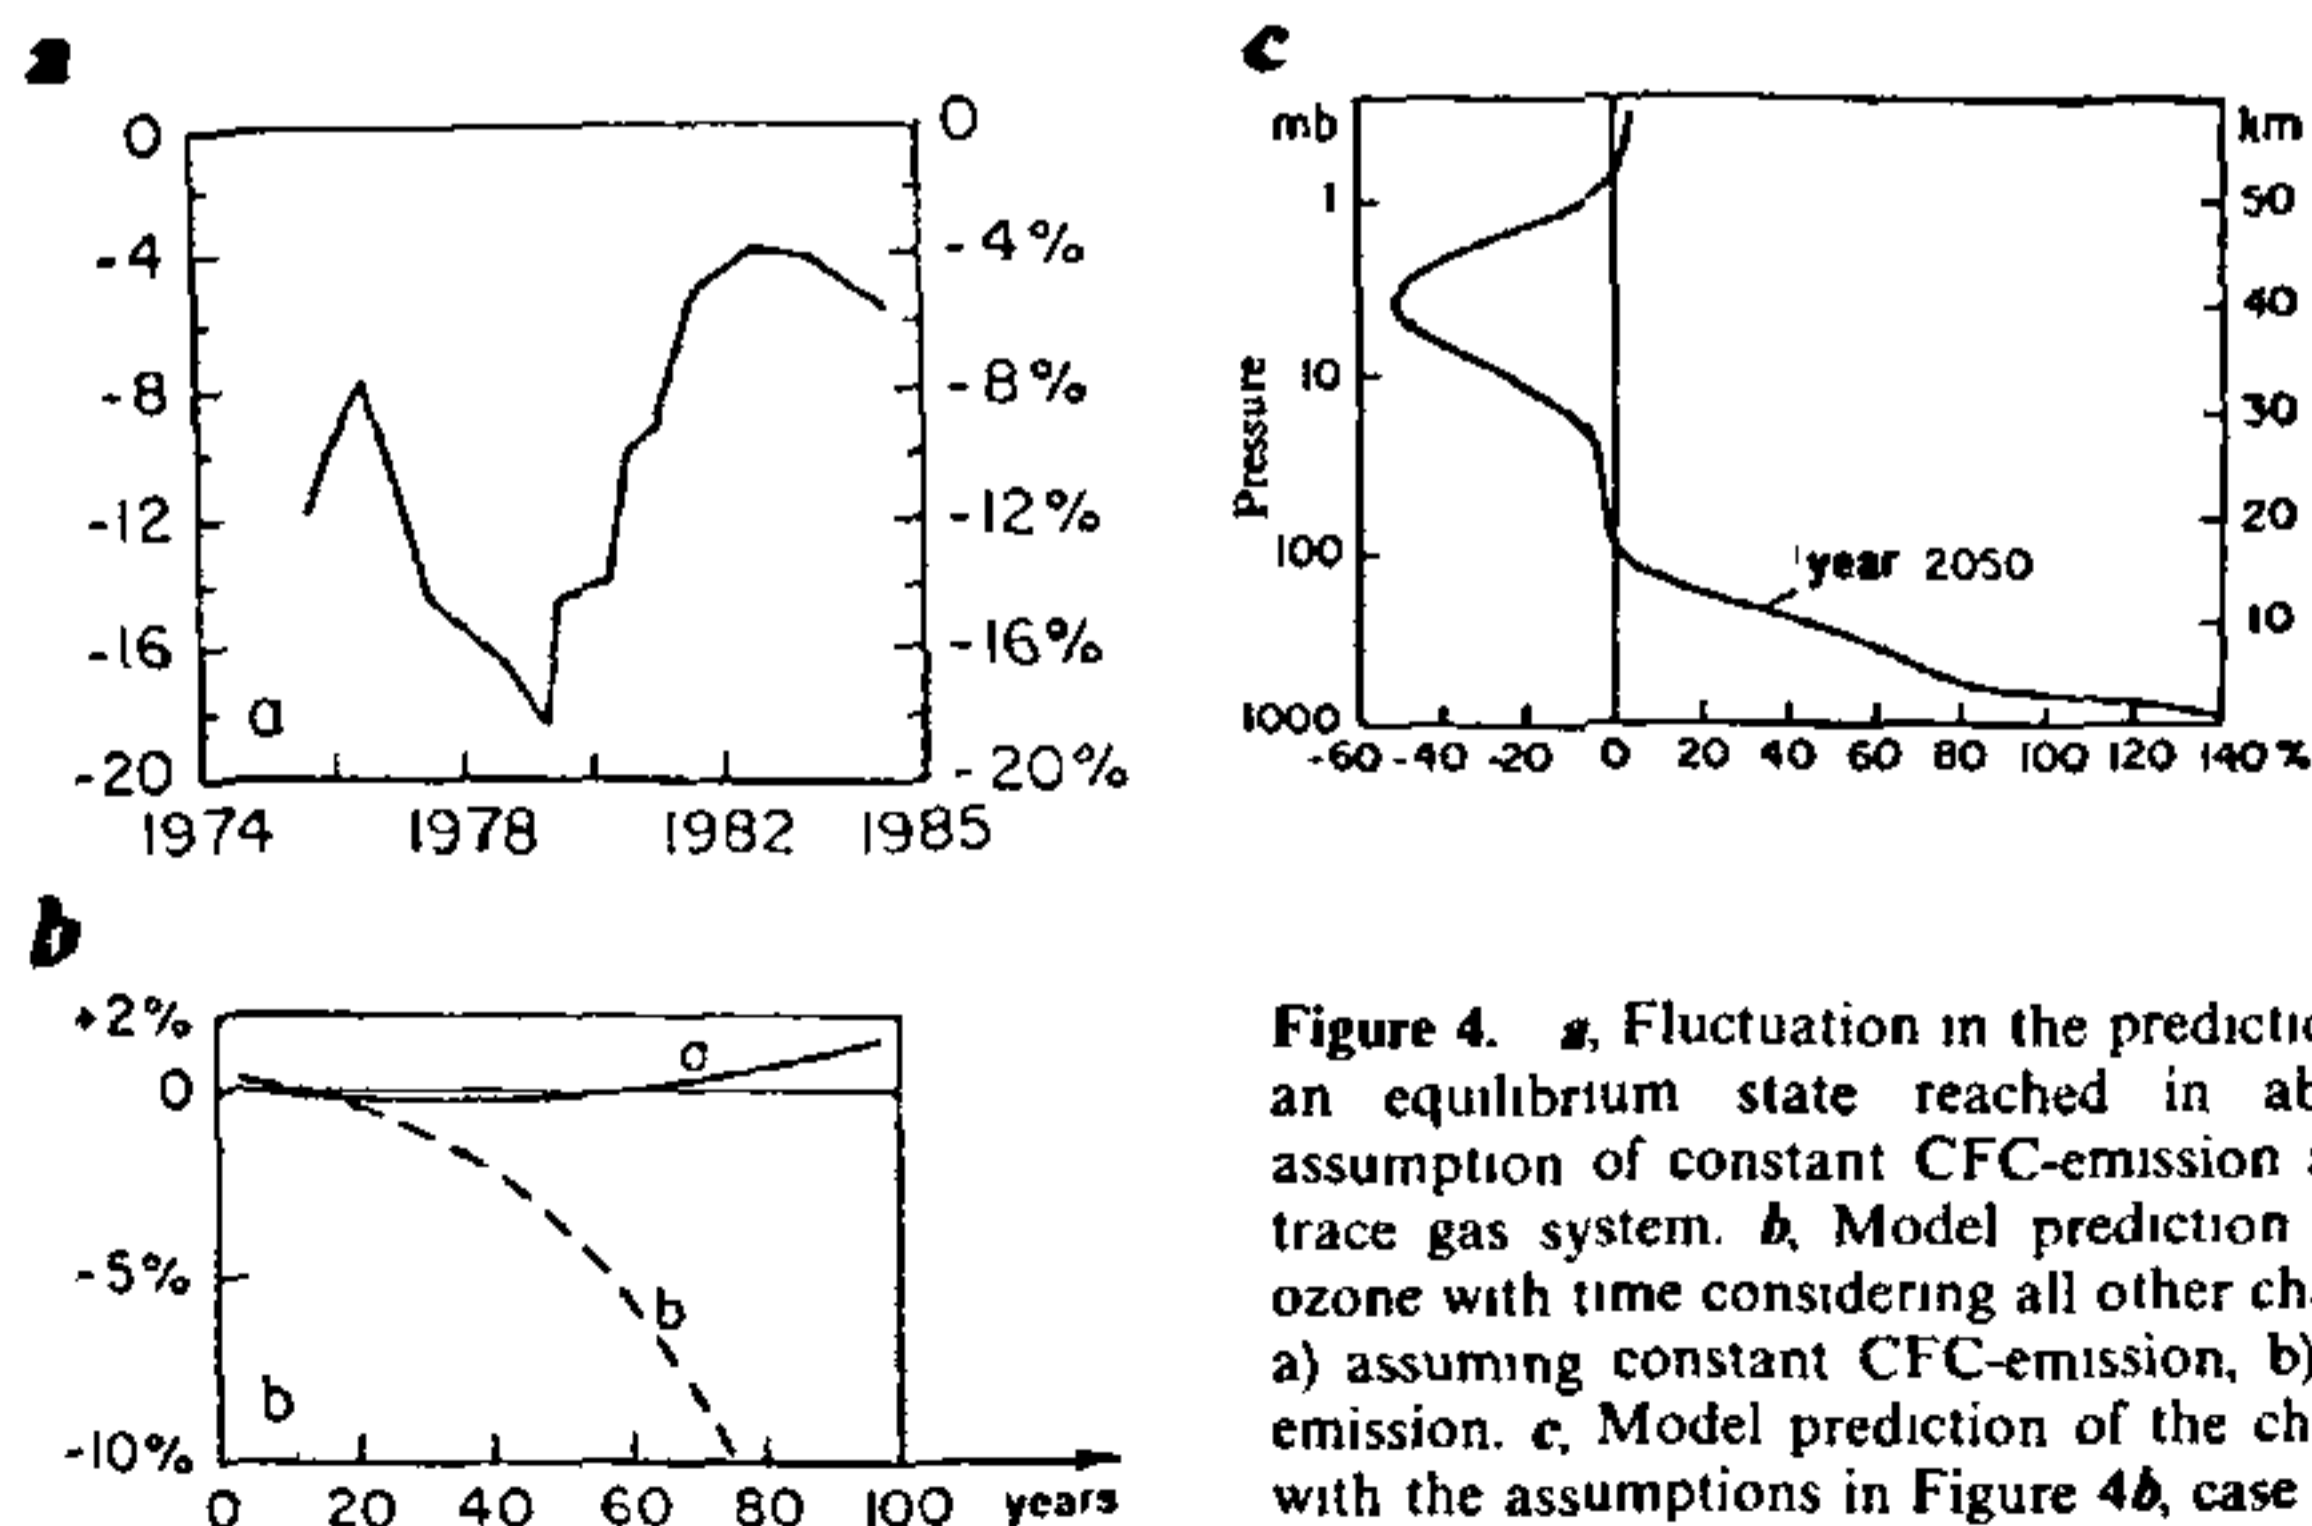 a
0 0
-4 -4%
-8 -8%
-12 -12%
-16 -16%
a
-20 -20%
1974 1978 1982 1985
c
mb km
1 50
40
Pressure 10 30
20
100 year 2050
10
1000
-60 -40 -20 0 20 40 60 80 100 120 140%
b
+2%
a
0
-5%
b
b
-10%
0 20 40 60 80 100 years
Figure 4. a, Fluctuation in the
an equilibrium state reached in
assumption of constant CFC-emission
trace gas system. b, Model prediction
ozone with time considering all other
a) assuming constant CFC-emission, b)
emission. c, Model prediction of the
with the assumptions in Figure 4b, case